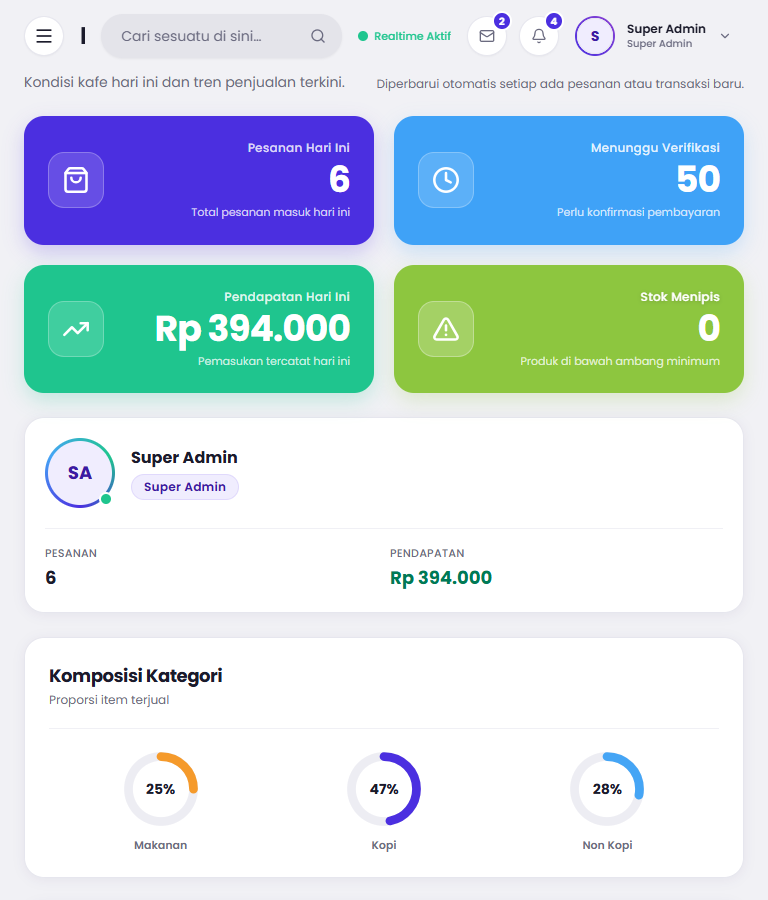 Cari sesuatu di sini...
Realtime Aktif
2
4
S
Super Admin
Super Admin
Kondisi kafe hari ini dan tren penjualan terkini.
Diperbarui otomatis setiap ada pesanan atau transaksi baru.
Pesanan Hari Ini
6
Total pesanan masuk hari ini
Menunggu Verifikasi
50
Perlu konfirmasi pembayaran
Pendapatan Hari Ini
Rp 394.000
Pemasukan tercatat hari ini
Stok Menipis
0
Produk di bawah ambang minimum
SA
Super Admin
Super Admin
PESANAN
6
PENDAPATAN
Rp 394.000
Komposisi Kategori
Proporsi item terjual
25%
Makanan
47%
Kopi
28%
Non Kopi